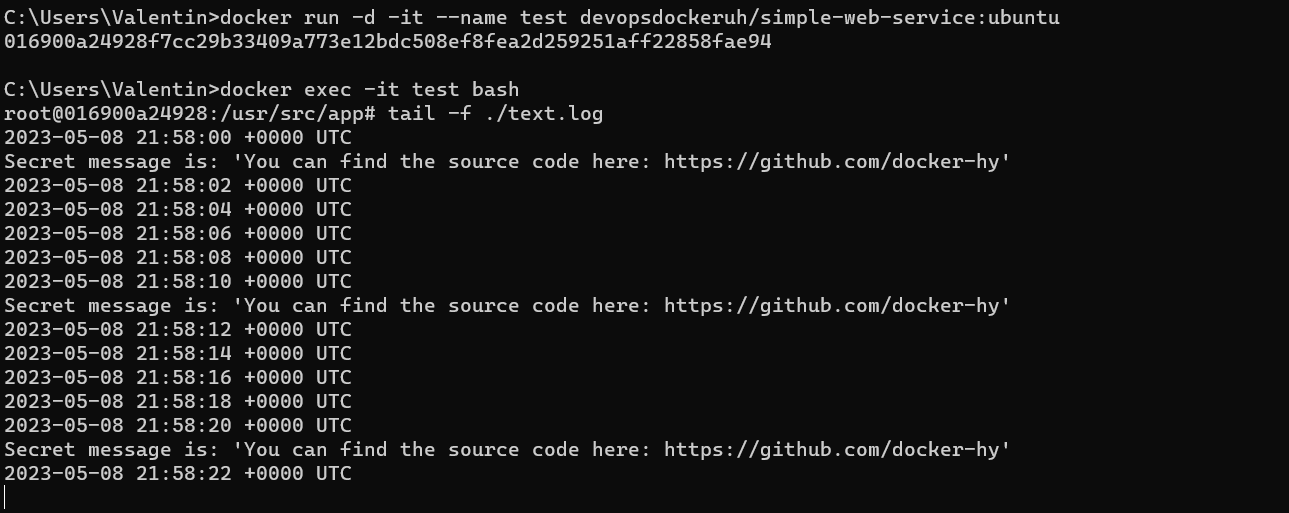 C:\Users\Valentin>docker run -d -it --name test devopsdockeruh/simple-web-service:ubuntu
016900a24928f7cc29b33409a773e12bdc508ef8fea2d259251aff22858fae94
C:\Users\Valentin>docker exec -it test bash
root@016900a24928:/usr/src/app# tail -f ./text.log
2023-05-08 21:58:00 +0000 UTC
Secret message is: 'You can find the source code here: https://github.com/docker-hy'
2023-05-08 21:58:02 +0000 UTC
2023-05-08 21:58:04 +0000 UTC
2023-05-08 21:58:06 +0000 UTC
2023-05-08 21:58:08 +0000 UTC
2023-05-08 21:58:10 +0000 UTC
Secret message is: 'You can find the source code here: https://github.com/docker-hy'
2023-05-08 21:58:12 +0000 UTC
2023-05-08 21:58:14 +0000 UTC
2023-05-08 21:58:16 +0000 UTC
2023-05-08 21:58:18 +0000 UTC
2023-05-08 21:58:20 +0000 UTC
Secret message is: 'You can find the source code here: https://github.com/docker-hy'
2023-05-08 21:58:22 +0000 UTC